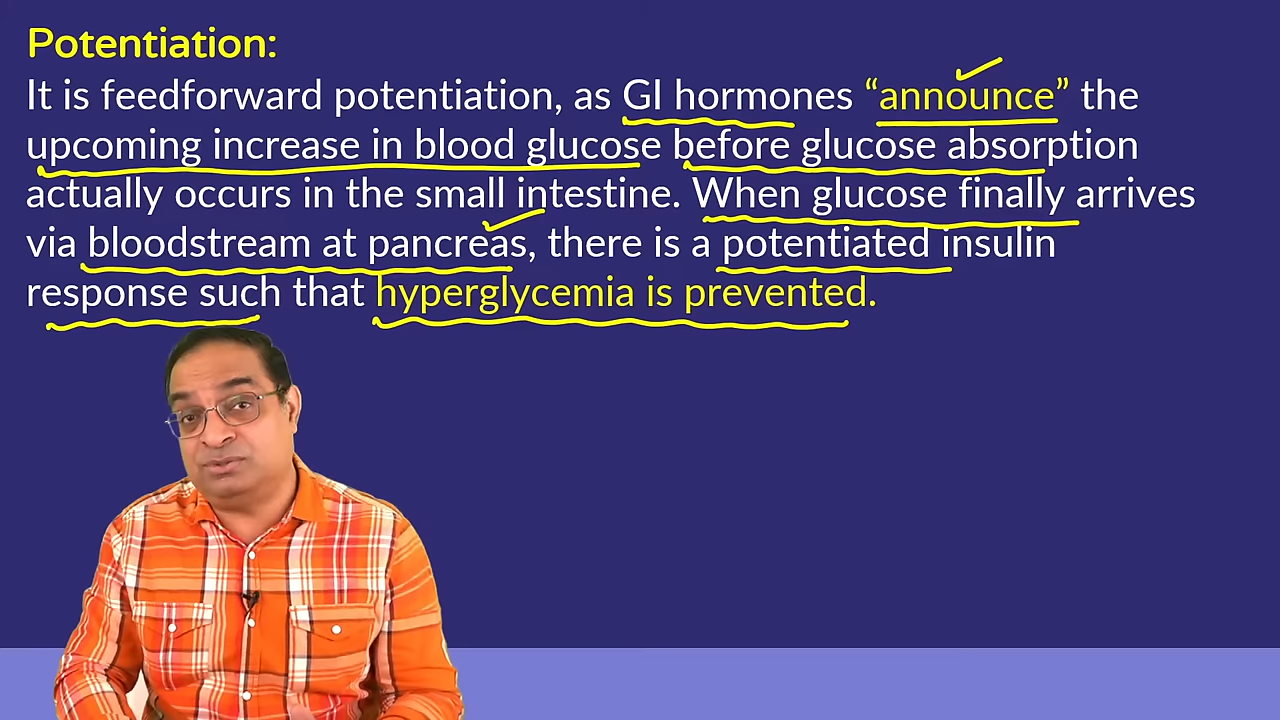 Potentiation:
It is feedforward potentiation, as GI hormones “announce” the
upcoming increase in blood glucose before glucose absorption
actually occurs in the small intestine. When glucose finally arrives
via bloodstream at pancreas, there is a potentiated insulin
response such that hyperglycemia is prevented.